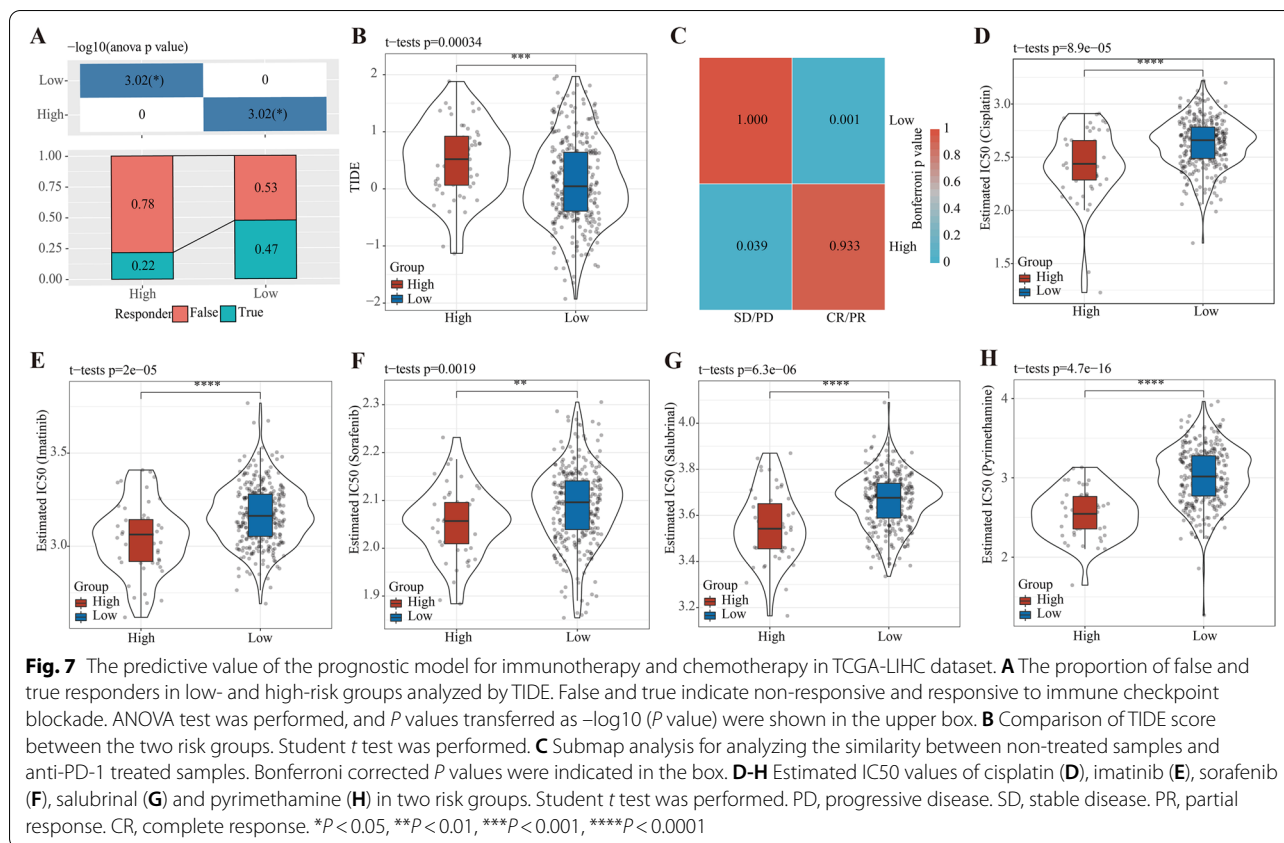 A
−log10(anova p value)
Low
3.02(*)
0
High
0
3.02(*)
1.00
0.75
0.50
0.25
0.00
0.78
0.53
0.22
0.47
High
Low
Responder
False
True
B
t−tests p=0.00034
***
TIDE
2
1
0
−1
−2
Group
High
Low
High
Low
C
1.000
0.001
Low
0.039
0.933
High
SD/PD
CR/PR
Bonferroni p value
1
0.8
0.6
0.4
0.2
0
D
t−tests p=8.9e−05
****
Estimated IC50 (Cisplatin)
3.0
2.5
2.0
1.5
Group
High
Low
High
Low
E
t−tests p=2e−05
****
Estimated IC50 (Imatinib)
3.5
3.0
Group
High
Low
High
Low
F
t−tests p=0.0019
**
Estimated IC50 (Sorafenib)
2.3
2.2
2.1
2.0
1.9
Group
High
Low
High
Low
G
t−tests p=6.3e−06
****
Estimated IC50 (Salubrinal)
4.0
3.8
3.6
3.4
3.2
Group
High
Low
High
Low
H
t−tests p=4.7e−16
****
Estimated IC50 (Pyrimethamine)
4
3
2
Group
High
Low
High
Low
Fig. 7 The predictive value of the prognostic model for immunotherapy and chemotherapy in TCGA-LIHC dataset. A The proportion of false and
true responders in low- and high-risk groups analyzed by TIDE. False and true indicate non-responsive and responsive to immune checkpoint
blockade. ANOVA test was performed, and P values transferred as –log10 (P value) were shown in the upper box. B Comparison of TIDE score
between the two risk groups. Student t test was performed. C Submap analysis for analyzing the similarity between non-treated samples and
anti-PD-1 treated samples. Bonferroni corrected P values were indicated in the box. D-H Estimated IC50 values of cisplatin (D), imatinib (E), sorafenib
(F), salubrinal (G) and pyrimethamine (H) in two risk groups. Student t test was performed. PD, progressive disease. SD, stable disease. PR, partial
response. CR, complete response. *P < 0.05, **P < 0.01, ***P < 0.001, ****P < 0.0001